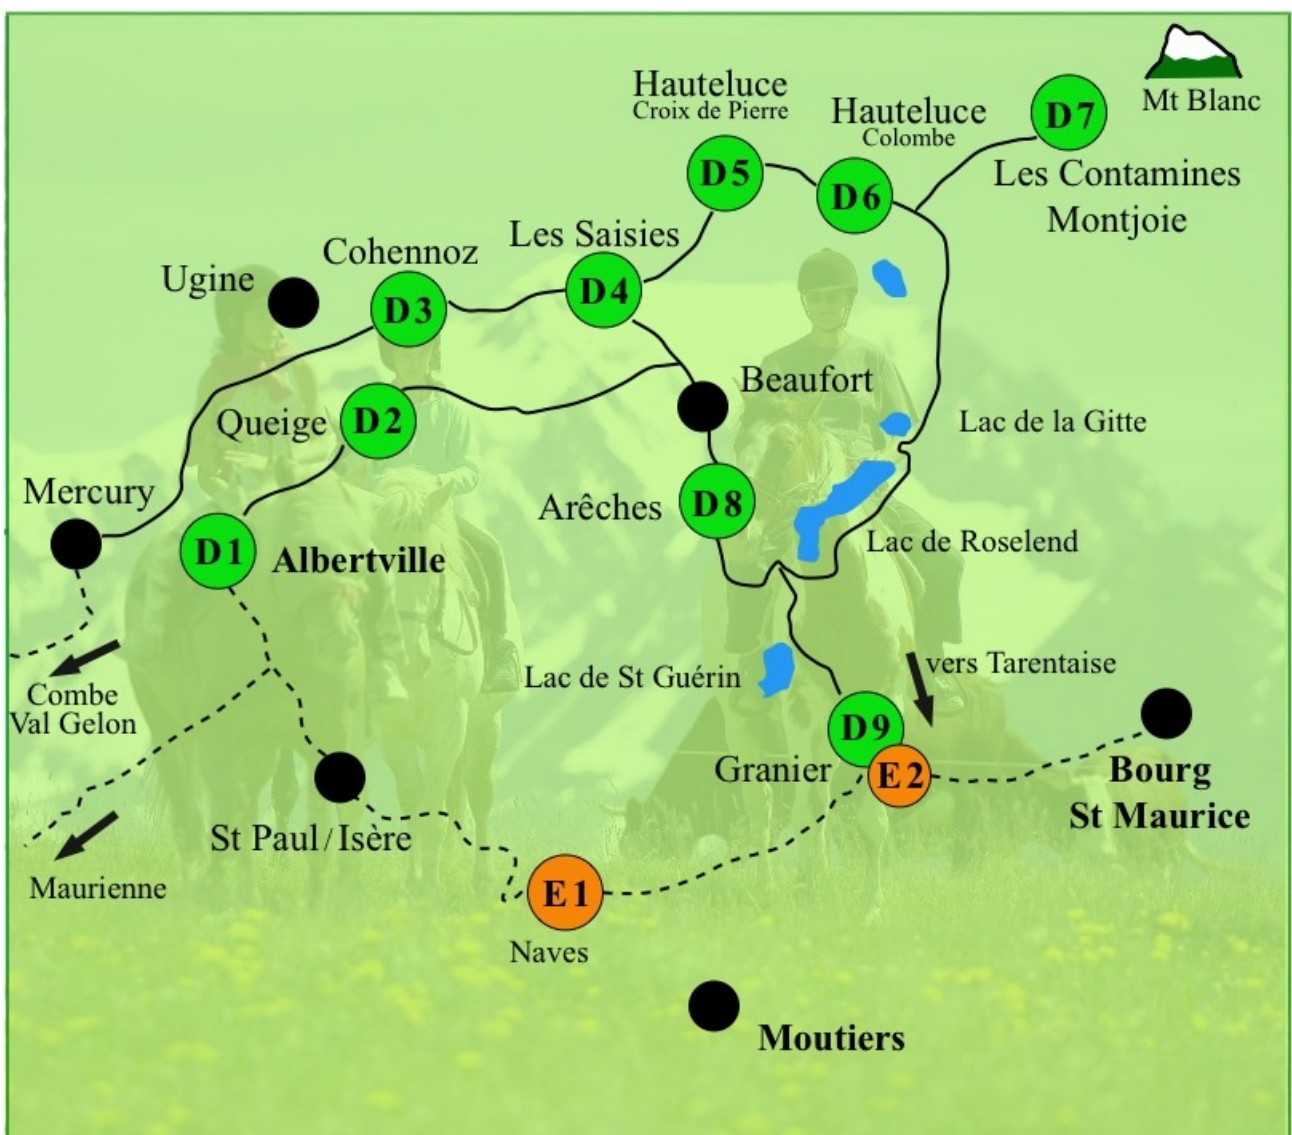 Mt Blanc
Hauteluce
Croix de Pierre
Hauteluce
Colombe
D7
D5
D6
Les Contamines
Montjoie
Les Saisies
Cohennoz
Ugine
D4
D3
Beaufort
Queige
D2
Lac de la Gitte
Mercury
Arêches
D8
D1
Albertville
Lac de Roselend
vers Tarentaise
Lac de St Guérin
Combe
Val Gelon
D9
Granier
E2
Bourg
St Maurice
St Paul/Isère
Maurienne
E1
Naves
Moutiers